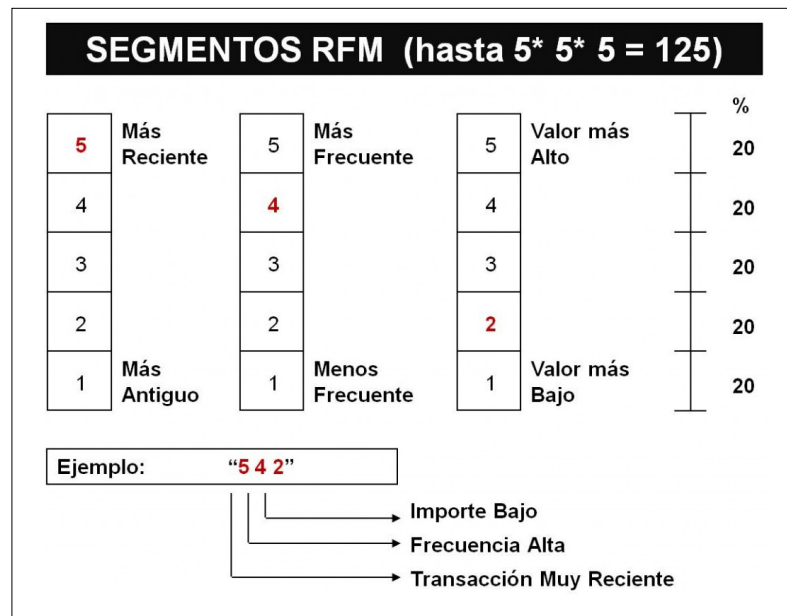 SEGMENTOS RFM (hasta 5* 5* 5 = 125)
%
5 Más Reciente 5 Más Frecuente 5 Valor más Alto 20
4 4 4 20
3 3 3 20
2 2 2 20
1 Más Antiguo 1 Menos Frecuente 1 Valor más Bajo 20
Ejemplo: “5 4 2”
Importe Bajo
Frecuencia Alta
Transacción Muy Reciente